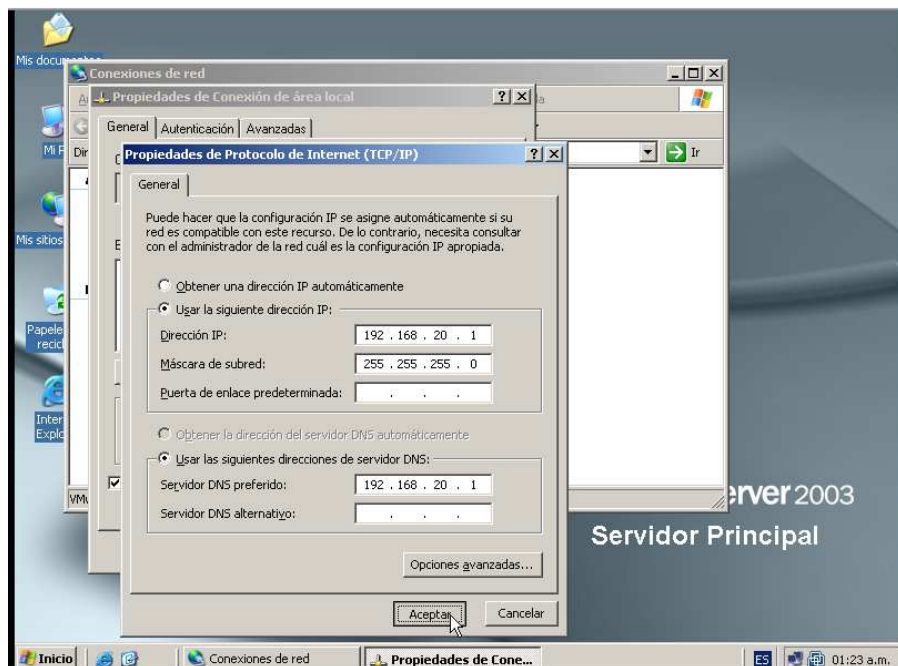 Mis docu
Conexiones de red
Propiedades de Conexión de área local
General
Autenticación
Avanzadas
Mi P
Dir
Ir
Propiedades de Protocolo de Internet (TCP/IP)
General
Puede hacer que la configuración IP se asigne automáticamente si su
red es compatible con este recurso. De lo contrario, necesita consultar
con el administrador de la red cuál es la configuración IP apropiada.
Mis sitios
Obtener una dirección IP automáticamente
Usar la siguiente dirección IP:
Dirección IP: 192 . 168 . 20 . 1
Máscara de subred: 255 . 255 . 255 . 0
Puerta de enlace predeterminada: . . .
Papele
recicl
Inter
Explo
Obtener la dirección del servidor DNS automáticamente
Usar las siguientes direcciones de servidor DNS:
Servidor DNS preferido: 192 . 168 . 20 . 1
Servidor DNS alternativo: . . .
VMw
erver 2003
Servidor Principal
Opciones avanzadas...
Aceptar
Cancelar
Inicio
Conexiones de red
Propiedades de Cone...
ES
01:23 a.m.